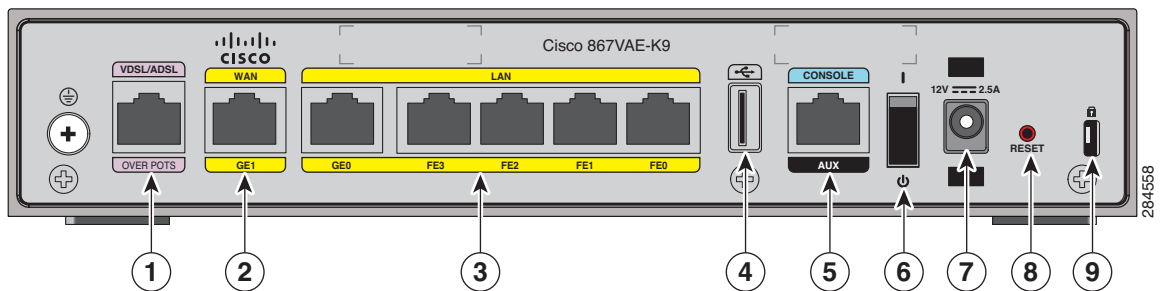 Cisco 867VAE-K9
CISCO
VDSL/ADSL
WAN
LAN
CONSOLE
12V 2.5A
RESET
OVER POTS
GE1
GE0
FE3
FE2
FE1
FE0
AUX
284558
1
2
3
4
5
6
7
8
9